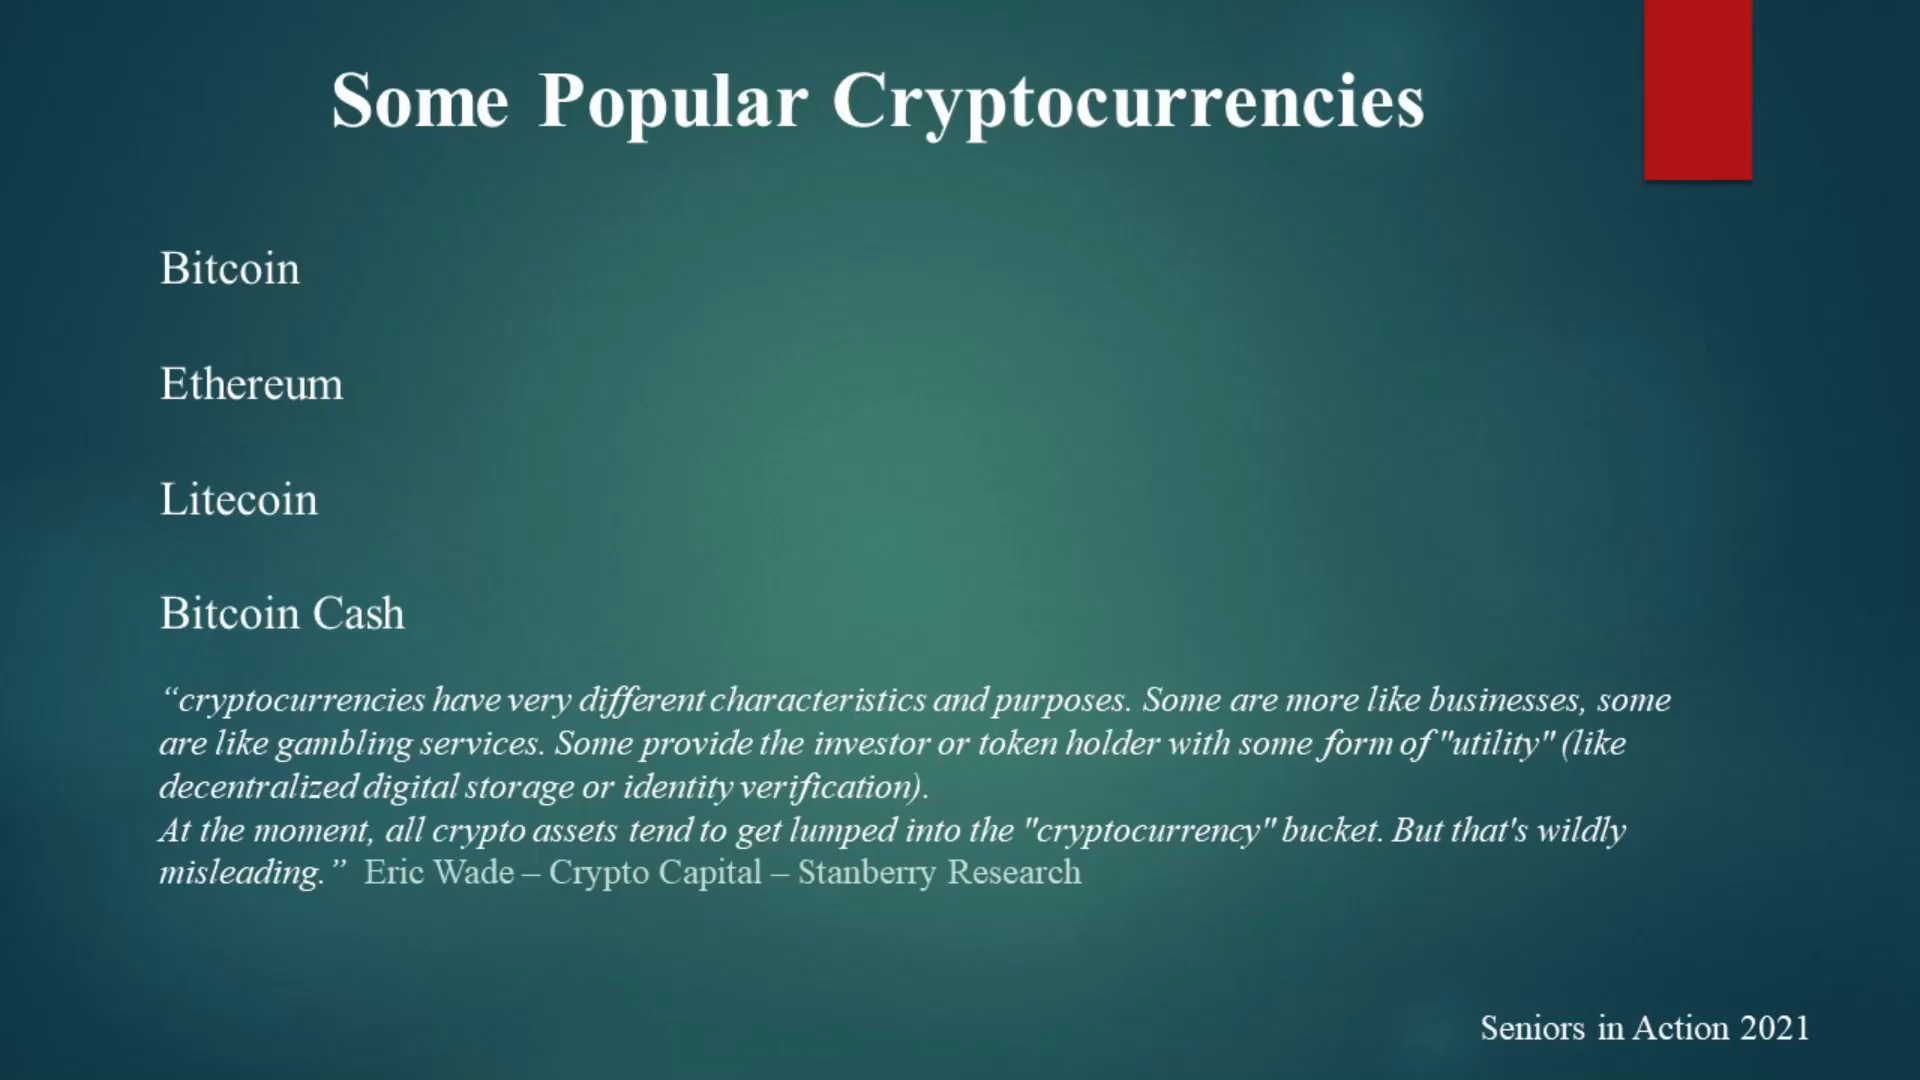 Some Popular Cryptocurrencies
Bitcoin
Ethereum
Litecoin
Bitcoin Cash
“cryptocurrencies have very different characteristics and purposes. Some are more like businesses, some
are like gambling services. Some provide the investor or token holder with some form of "utility" (like
decentralized digital storage or identity verification).
At the moment, all crypto assets tend to get lumped into the "cryptocurrency" bucket. But that's wildly
misleading.” Eric Wade – Crypto Capital – Stanberry Research
Seniors in Action 2021